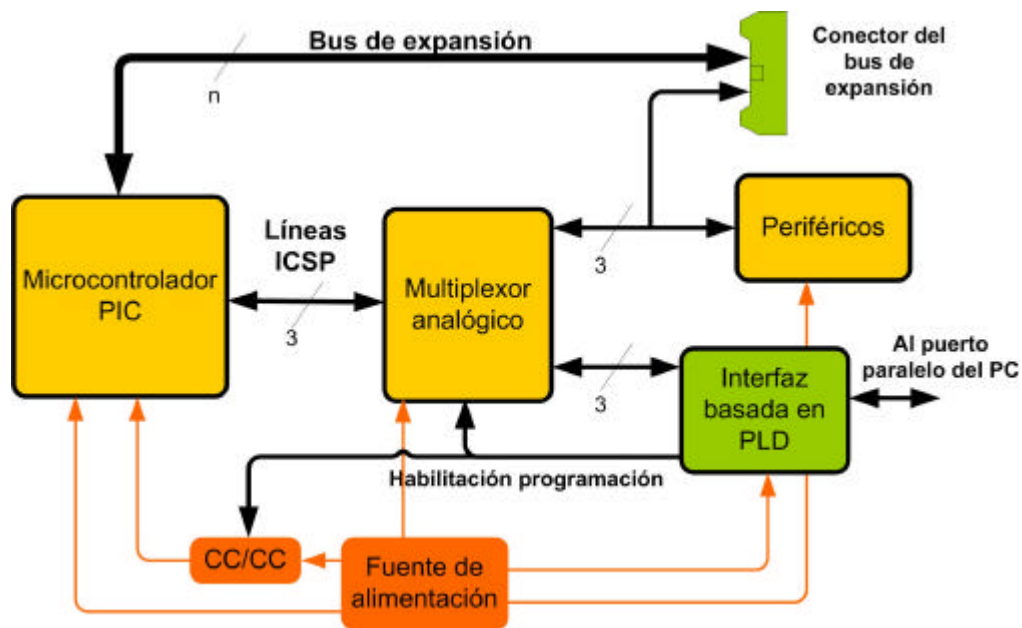 Bus de expansión
n
Conector del
bus de
expansión
Líneas
ICSP
3
Microcontrolador
PIC
Multiplexor
analógico
3
Periféricos
3
Interfaz
basada en
PLD
Al puerto
paralelo del PC
Habilitación programación
CC/CC
Fuente de
alimentación